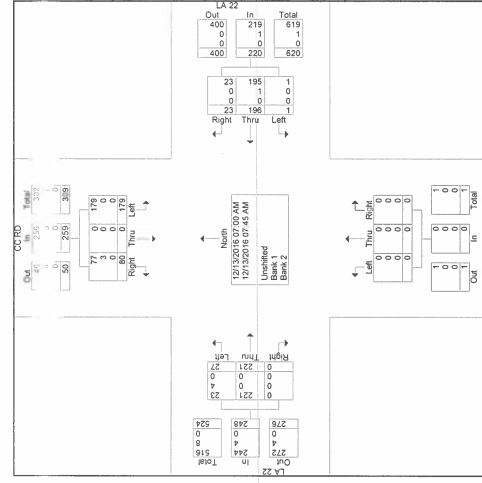 LA 22
Out In Total
400 219 619
0 1 1
0 0 0
400 220 620
23 195 1
0 1 0
0 0 0
23 196 1
Right Thru Left
CC RD
Out In Total
46 256 302
0
50 259 309
Left Thru Right
179 0 77
0 0 3
0 0 0
179 0 80
North
12/13/2016 07:00 AM
12/13/2016 07:45 AM
Unshifted
Bank 1
Bank 2
Right Thru Left
0 0 0
0 0 0
0 0 0
0 0 0
Out In Total
1 0 1
0 0 0
0 0 0
1 0 1
Left Thru Right
23 221 0
4 0 0
0 0 0
27 221 0
Out In Total
272 244 516
4 4 8
0 0 0
276 248 524
LA 22